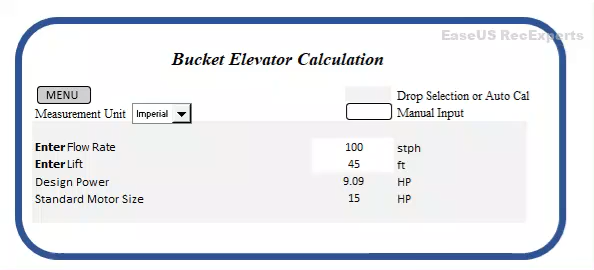 EaseUS RecExperts
Bucket Elevator Calculation
MENU
Drop Selection or Auto Cal
Measurement Unit Imperial
Manual Input
Enter Flow Rate 100 stph
Enter Lift 45 ft
Design Power 9.09 HP
Standard Motor Size 15 HP